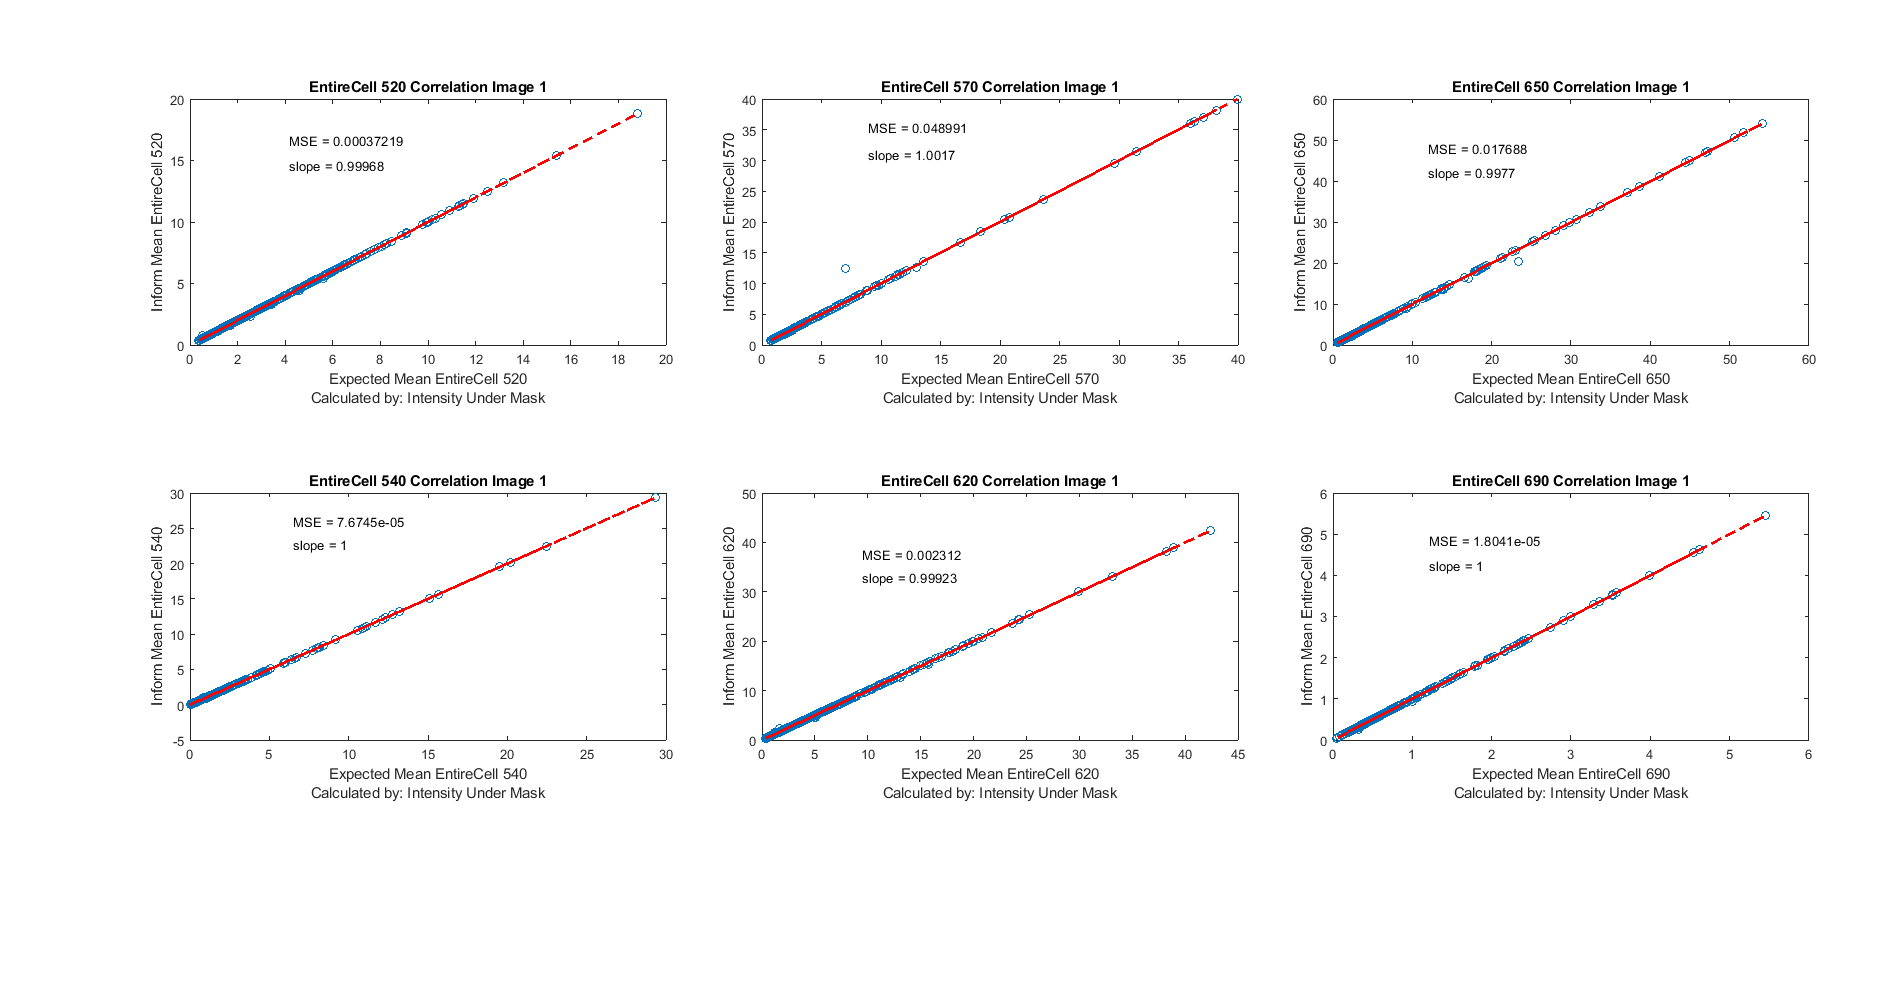 EntireCell 520 Correlation Image 1
20
15
10
5
0
MSE = 0.00037219
slope = 0.99968
Inform Mean EntireCell 520
2 4 6 8 10 12 14 16 18 20
Expected Mean EntireCell 520
Calculated by: Intensity Under Mask
EntireCell 570 Correlation Image 1
40
35
30
25
20
15
10
5
0
MSE = 0.048991
slope = 1.0017
Inform Mean EntireCell 570
0 5 10 15 20 25 30 35 40
Expected Mean EntireCell 570
Calculated by: Intensity Under Mask
EntireCell 650 Correlation Image 1
60
50
40
30
20
10
0
MSE = 0.017688
slope = 0.9977
Inform Mean EntireCell 650
0 10 20 30 40 50 60
Expected Mean EntireCell 650
Calculated by: Intensity Under Mask
EntireCell 540 Correlation Image 1
30
25
20
15
10
5
0
-5
MSE = 7.6745e-05
slope = 1
Inform Mean EntireCell 540
0 5 10 15 20 25 30
Expected Mean EntireCell 540
Calculated by: Intensity Under Mask
EntireCell 620 Correlation Image 1
50
40
30
20
10
0
MSE = 0.002312
slope = 0.99923
Inform Mean EntireCell 620
0 5 10 15 20 25 30 35 40 45
Expected Mean EntireCell 620
Calculated by: Intensity Under Mask
EntireCell 690 Correlation Image 1
6
5
4
3
2
1
0
MSE = 1.8041e-05
slope = 1
Inform Mean EntireCell 690
0 1 2 3 4 5 6
Expected Mean EntireCell 690
Calculated by: Intensity Under Mask